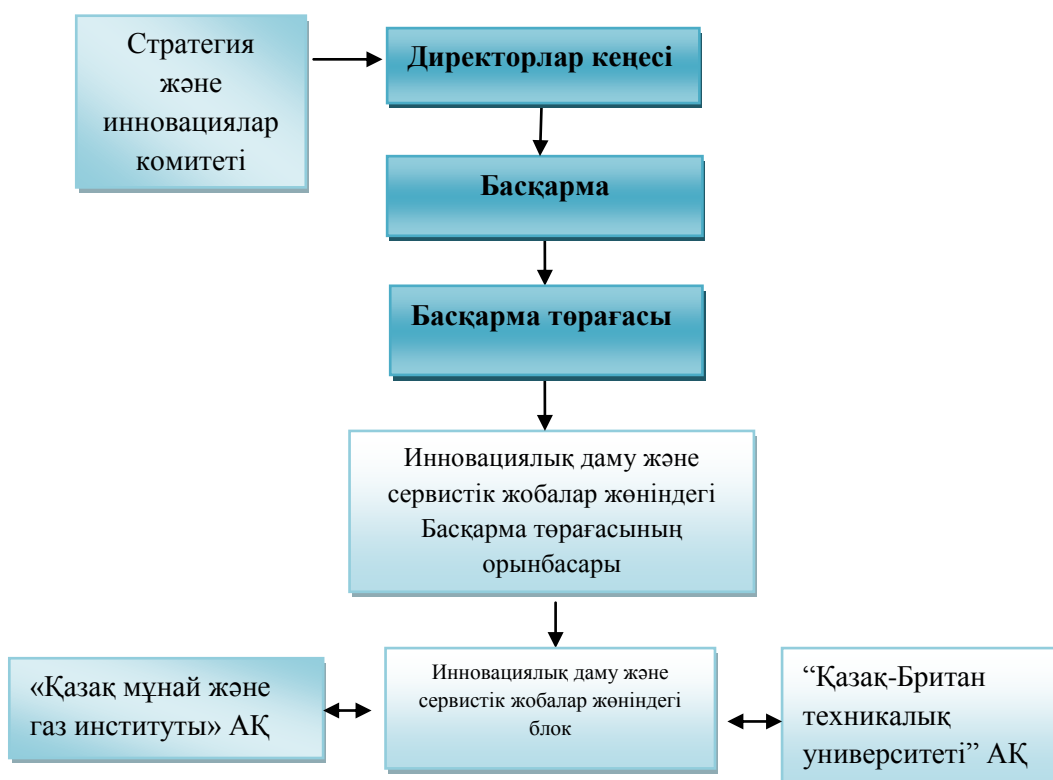 Стратегия
және
инновациялар
комитеті
Директорлар кеңесі
Басқарма
Басқарма төрағасы
Инновациялық даму және
сервистік жобалар жөніндегі
Басқарма төрағасының
орынбасары
«Қазақ мұнай және
газ институты» АҚ
Инновациялық даму және
сервистік жобалар жөніндегі
блок
“Қазақ-Британ
техникалық
университеті” АҚ